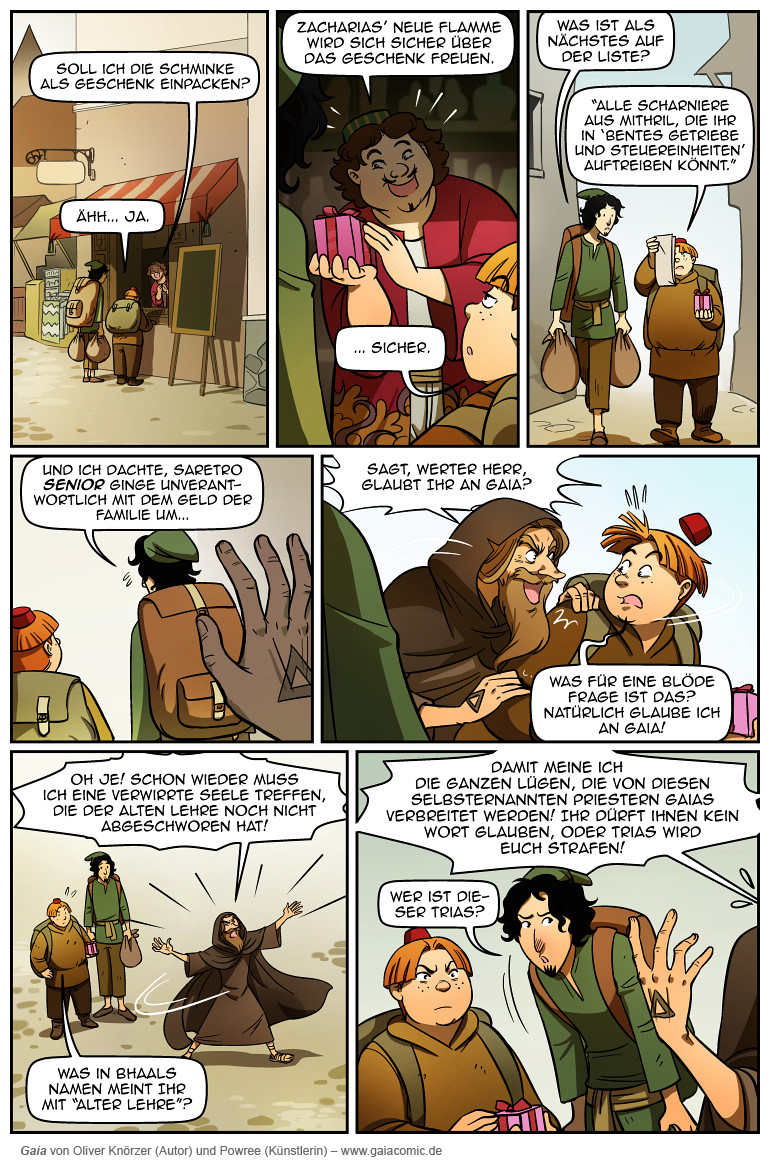 SOLL ICH DIE SCHMINKE
ALS GESCHENK EINPACKEN?
ÄHH... JA.
ZACHARIAS' NEUE FLAMME
WIRD SICH SICHER ÜBER
DAS GESCHENK FREUEN.
... SICHER.
WAS IST ALS
NÄCHSTES AUF
DER LISTE?
"ALLE SCHARNIERE
AUS MITHRIL, DIE IHR
IN 'BENTES GETRIEBE
UND STEUEREINHEITEN'
AUFTREIBEN KÖNNT."
UND ICH DACHTE, SARETRO
SENIOR GINGE UNVERANT-
WORTLICH MIT DEM GELD DER
FAMILIE UM...
SAGT, WERTER HERR,
GLAUBT IHR AN GAIA?
WAS FÜR EINE BLÖDE
FRAGE IST DAS?
NATÜRLICH GLAUBE ICH
AN GAIA!
OH JE! SCHON WIEDER MUSS
ICH EINE VERWIRRTE SEELE TREFFEN,
DIE DER ALTEN LEHRE NOCH NICHT
ABGESCHWOREN HAT!
WAS IN BHAALS
NAMEN MEINT IHR
MIT "ALTER LEHRE"?
DAMIT MEINE ICH
DIE GANZEN LÜGEN, DIE VON DIESEN
SELBSTERNANNTEN PRIESTERN GAIAS
VERBREITET WERDEN! IHR DÜRFT IHNEN KEIN
WORT GLAUBEN, ODER TRIAS WIRD
EUCH STRAFEN!
WER IST DIE-
SER TRIAS?
Gaia von Oliver Knörzer (Autor) und Powree (Künstlerin) – www.gaiacomic.de